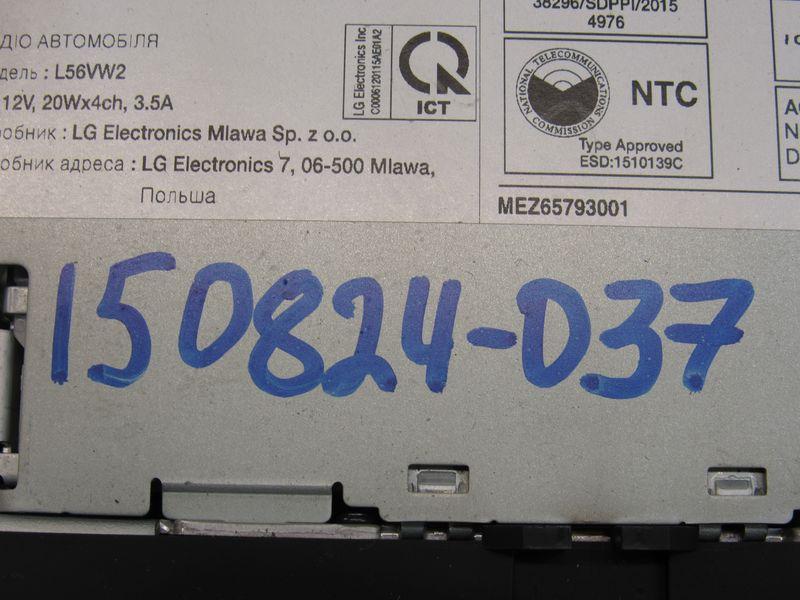 ДІО АВТОМОБІЛЯ
дель : L56VW2
12V, 20Wx4ch, 3.5A
обник : LG Electronics Mlawa Sp. z o.o.
обник адреса : LG Electronics 7, 06-500 Mlawa,
Польша
LG Electronics Inc
C0006120115AE01A2
ICT
38296/SDPPI/2015
4976
NATIONAL TELECOMMUNICATIONS COMMISSION
NTC
Type Approved
ESD:1510139C
MEZ65793001
150824-037